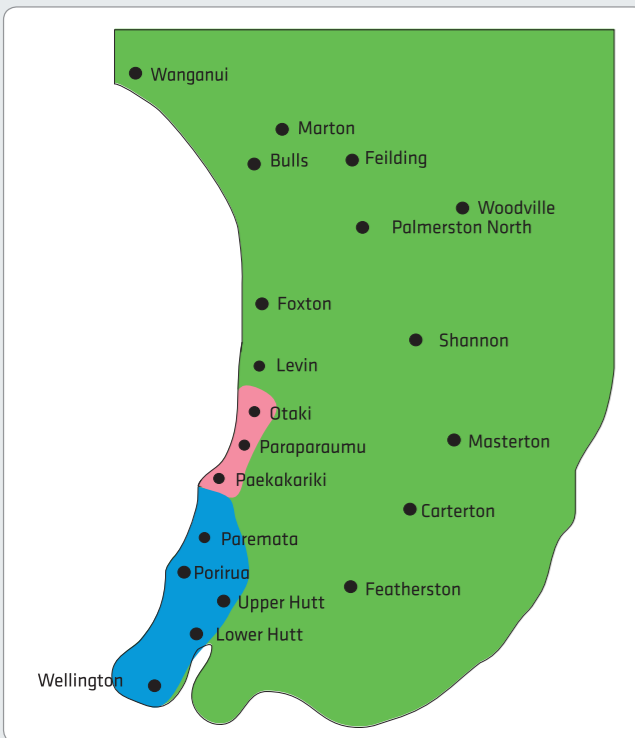 Wanganui
Marton
Bulls
Feilding
Woodville
Palmerston North
Foxton
Shannon
Levin
Otaki
Masterton
Paraparaumu
Paekakariki
Carterton
Paremata
Porirua
Featherston
Upper Hutt
Lower Hutt
Wellington